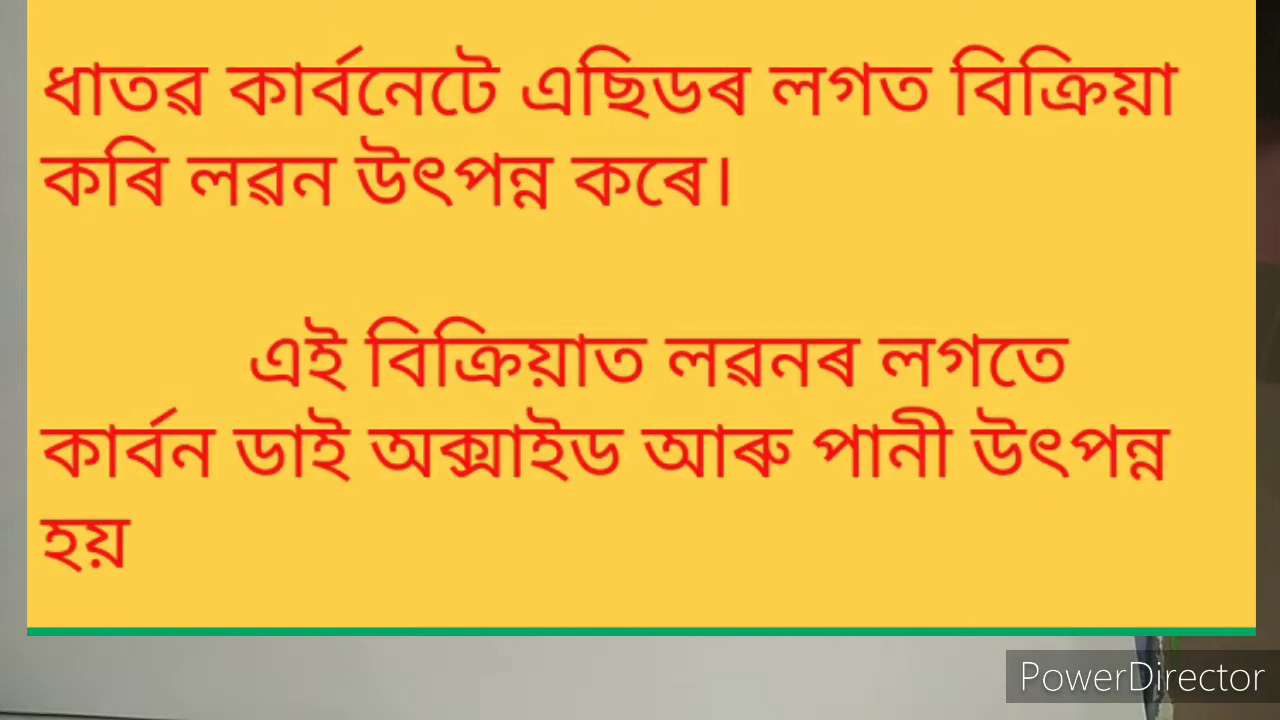 ধাতৱ কাৰ্বনেটে এছিডৰ লগত বিক্ৰিয়া
কৰি লৱন উৎপন্ন কৰে।
এই বিক্ৰিয়াত লৱনৰ লগতে
কাৰ্বন ডাই অক্সাইড আৰু পানী উৎপন্ন
হয়
PowerDirector